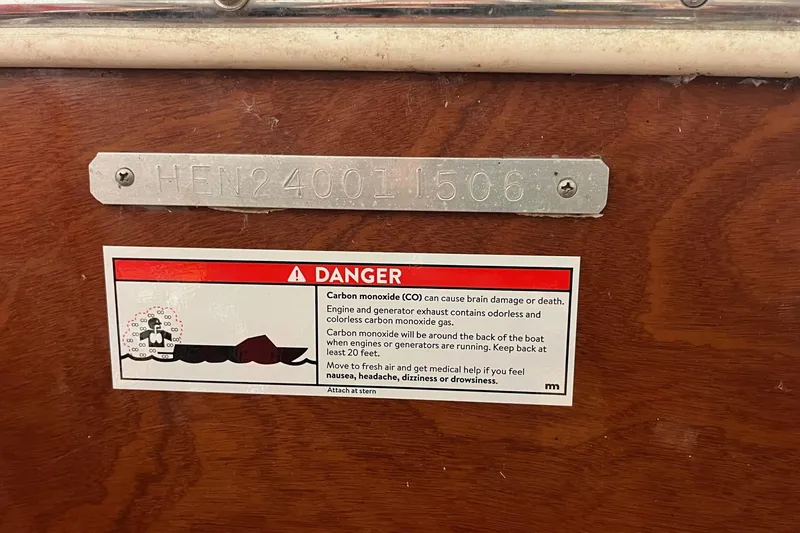 HEN240011506
DANGER
Carbon monoxide (CO) can cause brain damage or death.
Engine and generator exhaust contains odorless and
colorless carbon monoxide gas.
Carbon monoxide will be around the back of the boat
when engines or generators are running. Keep back at
least 20 feet.
Move to fresh air and get medical help if you feel
nausea, headache, dizziness or drowsiness.
Attach at stern